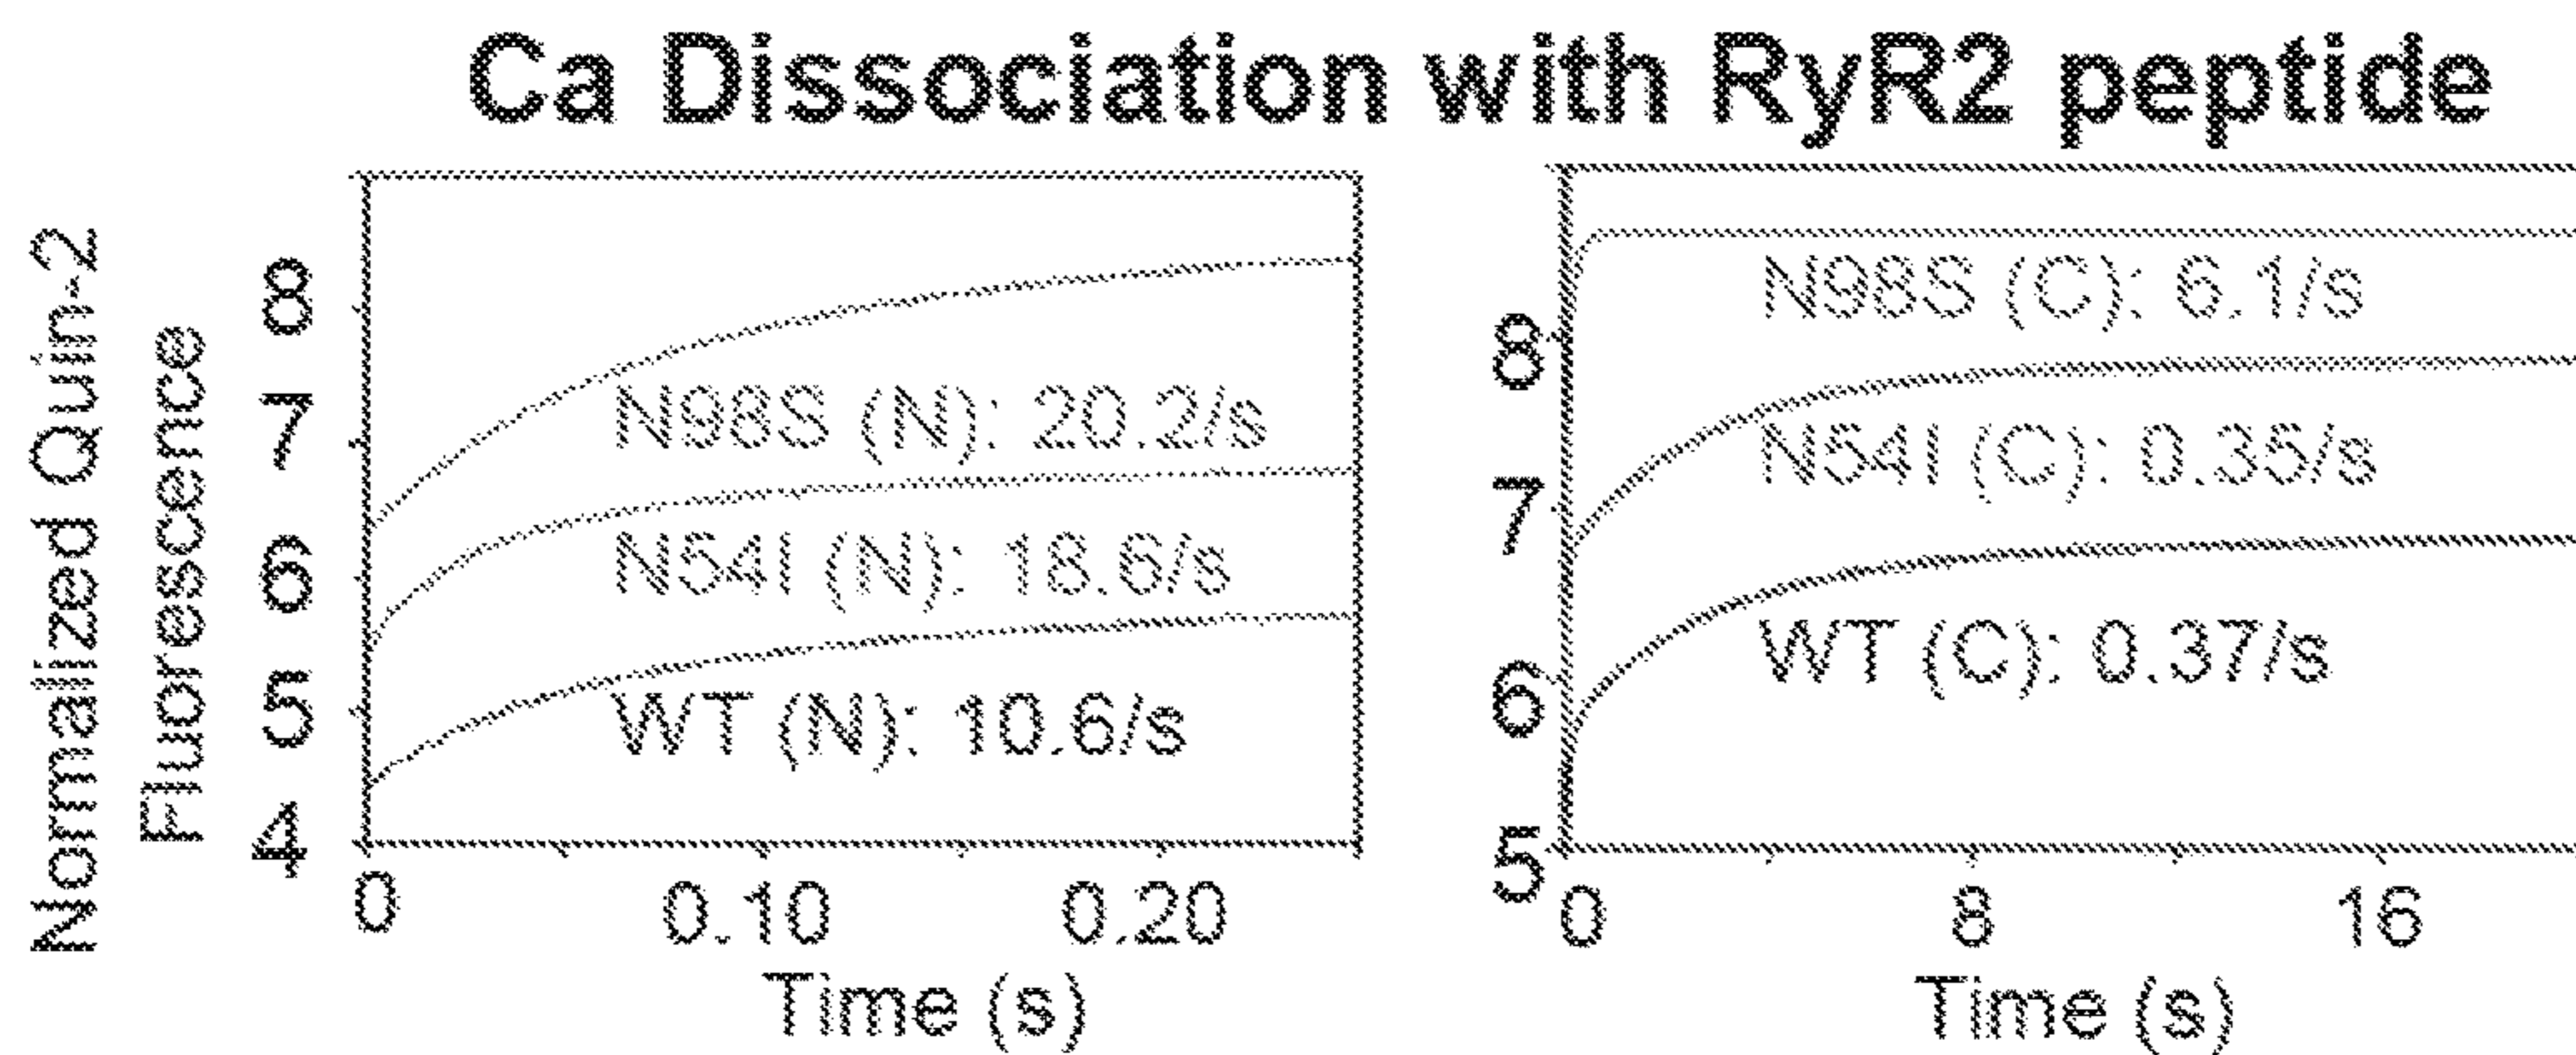 Ca Dissociation with RyR2 peptide
Normalized Quin-2
Fluorescence
8
7
6
5
4
N98S (N): 20.2/s
N54I (N): 18.6/s
WT (N): 10.6/s
0 0.10 0.20
Time (s)
8
7
6
5
N98S (C): 6.1/s
N54I (C): 0.35/s
WT (C): 0.37/s
0 8 16
Time (s)